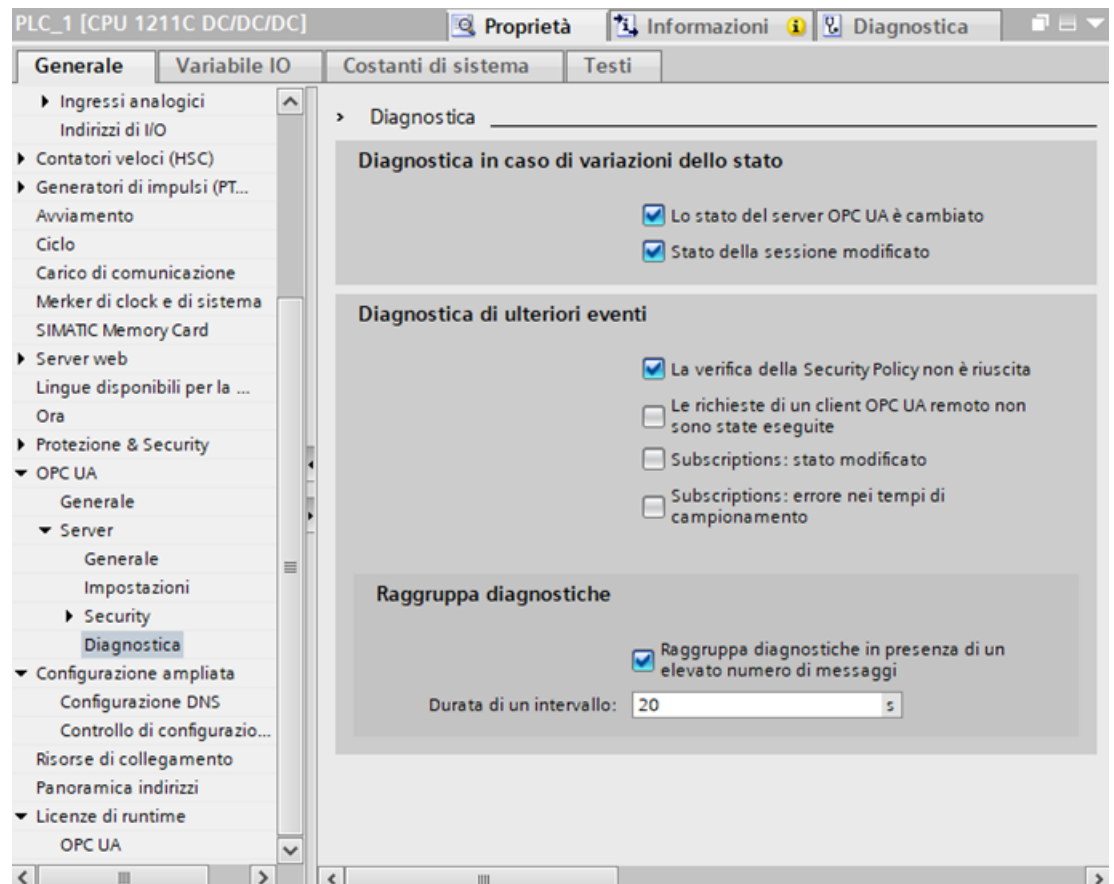 PLC_1 [CPU 1211C DC/DC/DC]
Proprietà
Informazioni
Diagnostica
Generale
Variabile IO
Costanti di sistema
Testi
Ingressi analogici
Indirizzi di I/O
Contatori veloci (HSC)
Generatori di impulsi (PT...
Avviamento
Ciclo
Carico di comunicazione
Merker di clock e di sistema
SIMATIC Memory Card
Server web
Lingue disponibili per la ...
Ora
Protezione & Security
OPC UA
Generale
Server
Generale
Impostazioni
Security
Diagnostica
Configurazione ampliata
Configurazione DNS
Controllo di configurazio...
Risorse di collegamento
Panoramica indirizzi
Licenze di runtime
OPC UA
Diagnostica
Diagnostica in caso di variazioni dello stato
Lo stato del server OPC UA è cambiato
Stato della sessione modificato
Diagnostica di ulteriori eventi
La verifica della Security Policy non è riuscita
Le richieste di un client OPC UA remoto non
sono state eseguite
Subscriptions: stato modificato
Subscriptions: errore nei tempi di
campionamento
Raggruppa diagnostiche
Raggruppa diagnostiche in presenza di un
elevato numero di messaggi
Durata di un intervallo: 20 s